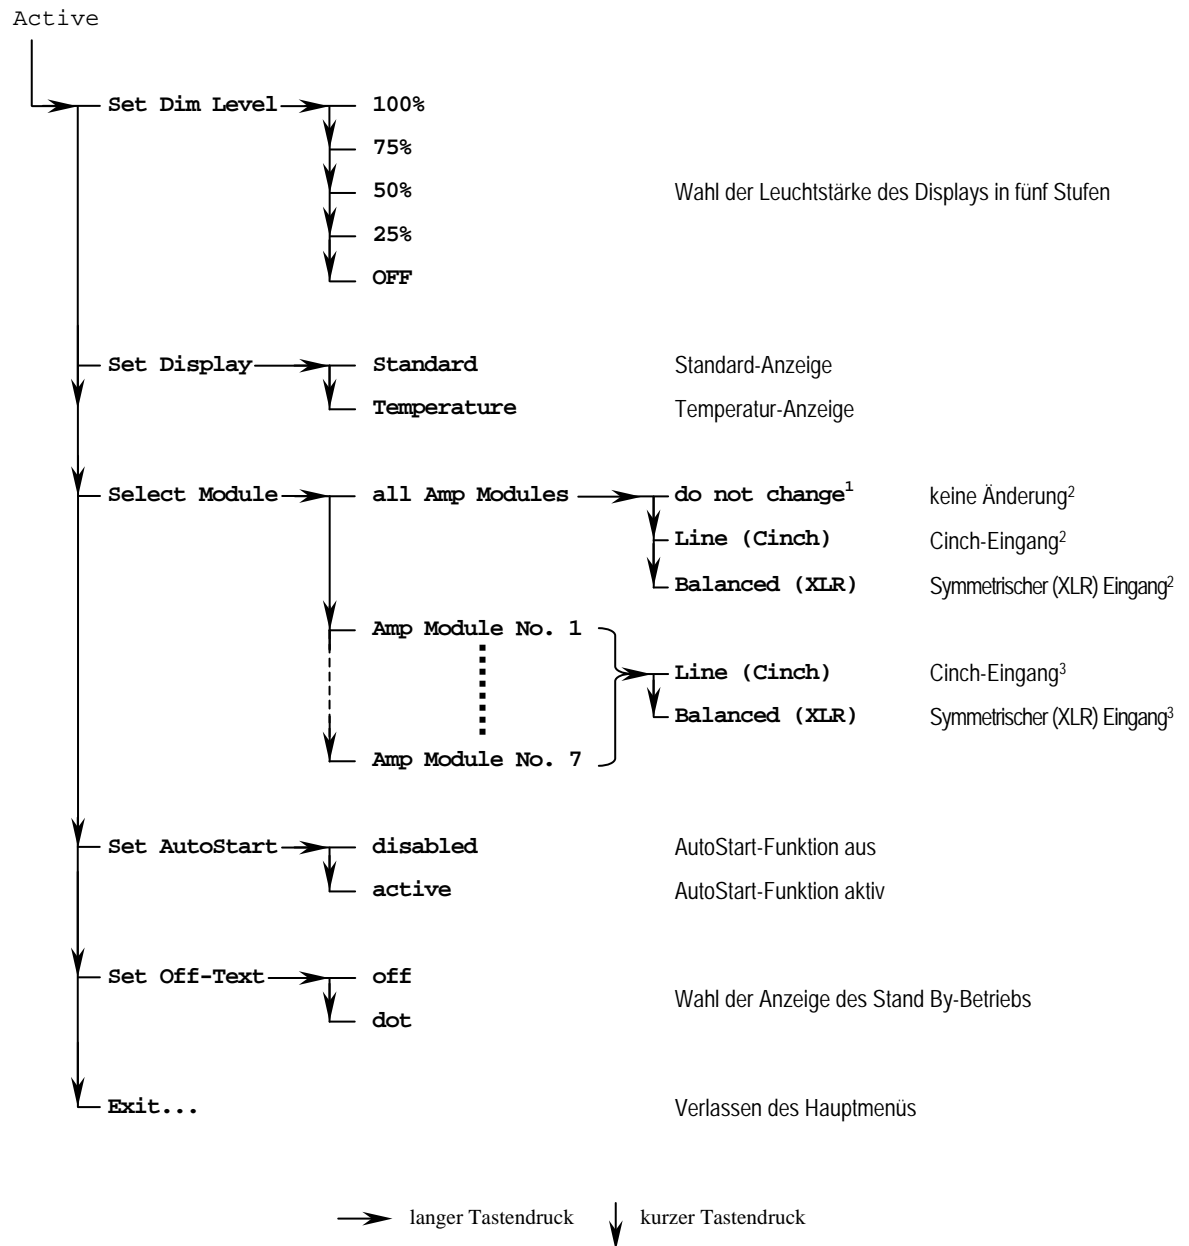 Active
Set Dim Level 100%
75%
50% Wahl der Leuchtstärke des Displays in fünf Stufen
25%
OFF
Set Display Standard Standard-Anzeige
Temperature Temperatur-Anzeige
Select Module all Amp Modules do not change¹ keine Änderung²
Line (Cinch) Cinch-Eingang²
Balanced (XLR) Symmetrischer (XLR) Eingang²
Amp Module No. 1
Line (Cinch) Cinch-Eingang³
Balanced (XLR) Symmetrischer (XLR) Eingang³
Amp Module No. 7
Set AutoStart disabled AutoStart-Funktion aus
active AutoStart-Funktion aktiv
Set Off-Text off
Wahl der Anzeige des Stand By-Betriebs
dot
Exit... Verlassen des Hauptmenüs
langer Tastendruck kurzer Tastendruck